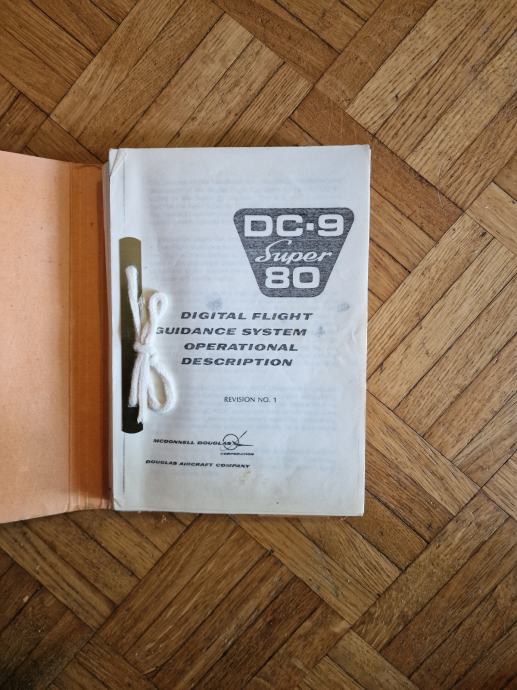 DC-9
Super
80
DIGITAL FLIGHT
GUIDANCE SYSTEM
OPERATIONAL
DESCRIPTION
REVISION NO. 1
MCDONNELL DOUGLAS
CORPORATION
DOUGLAS AIRCRAFT COMPANY